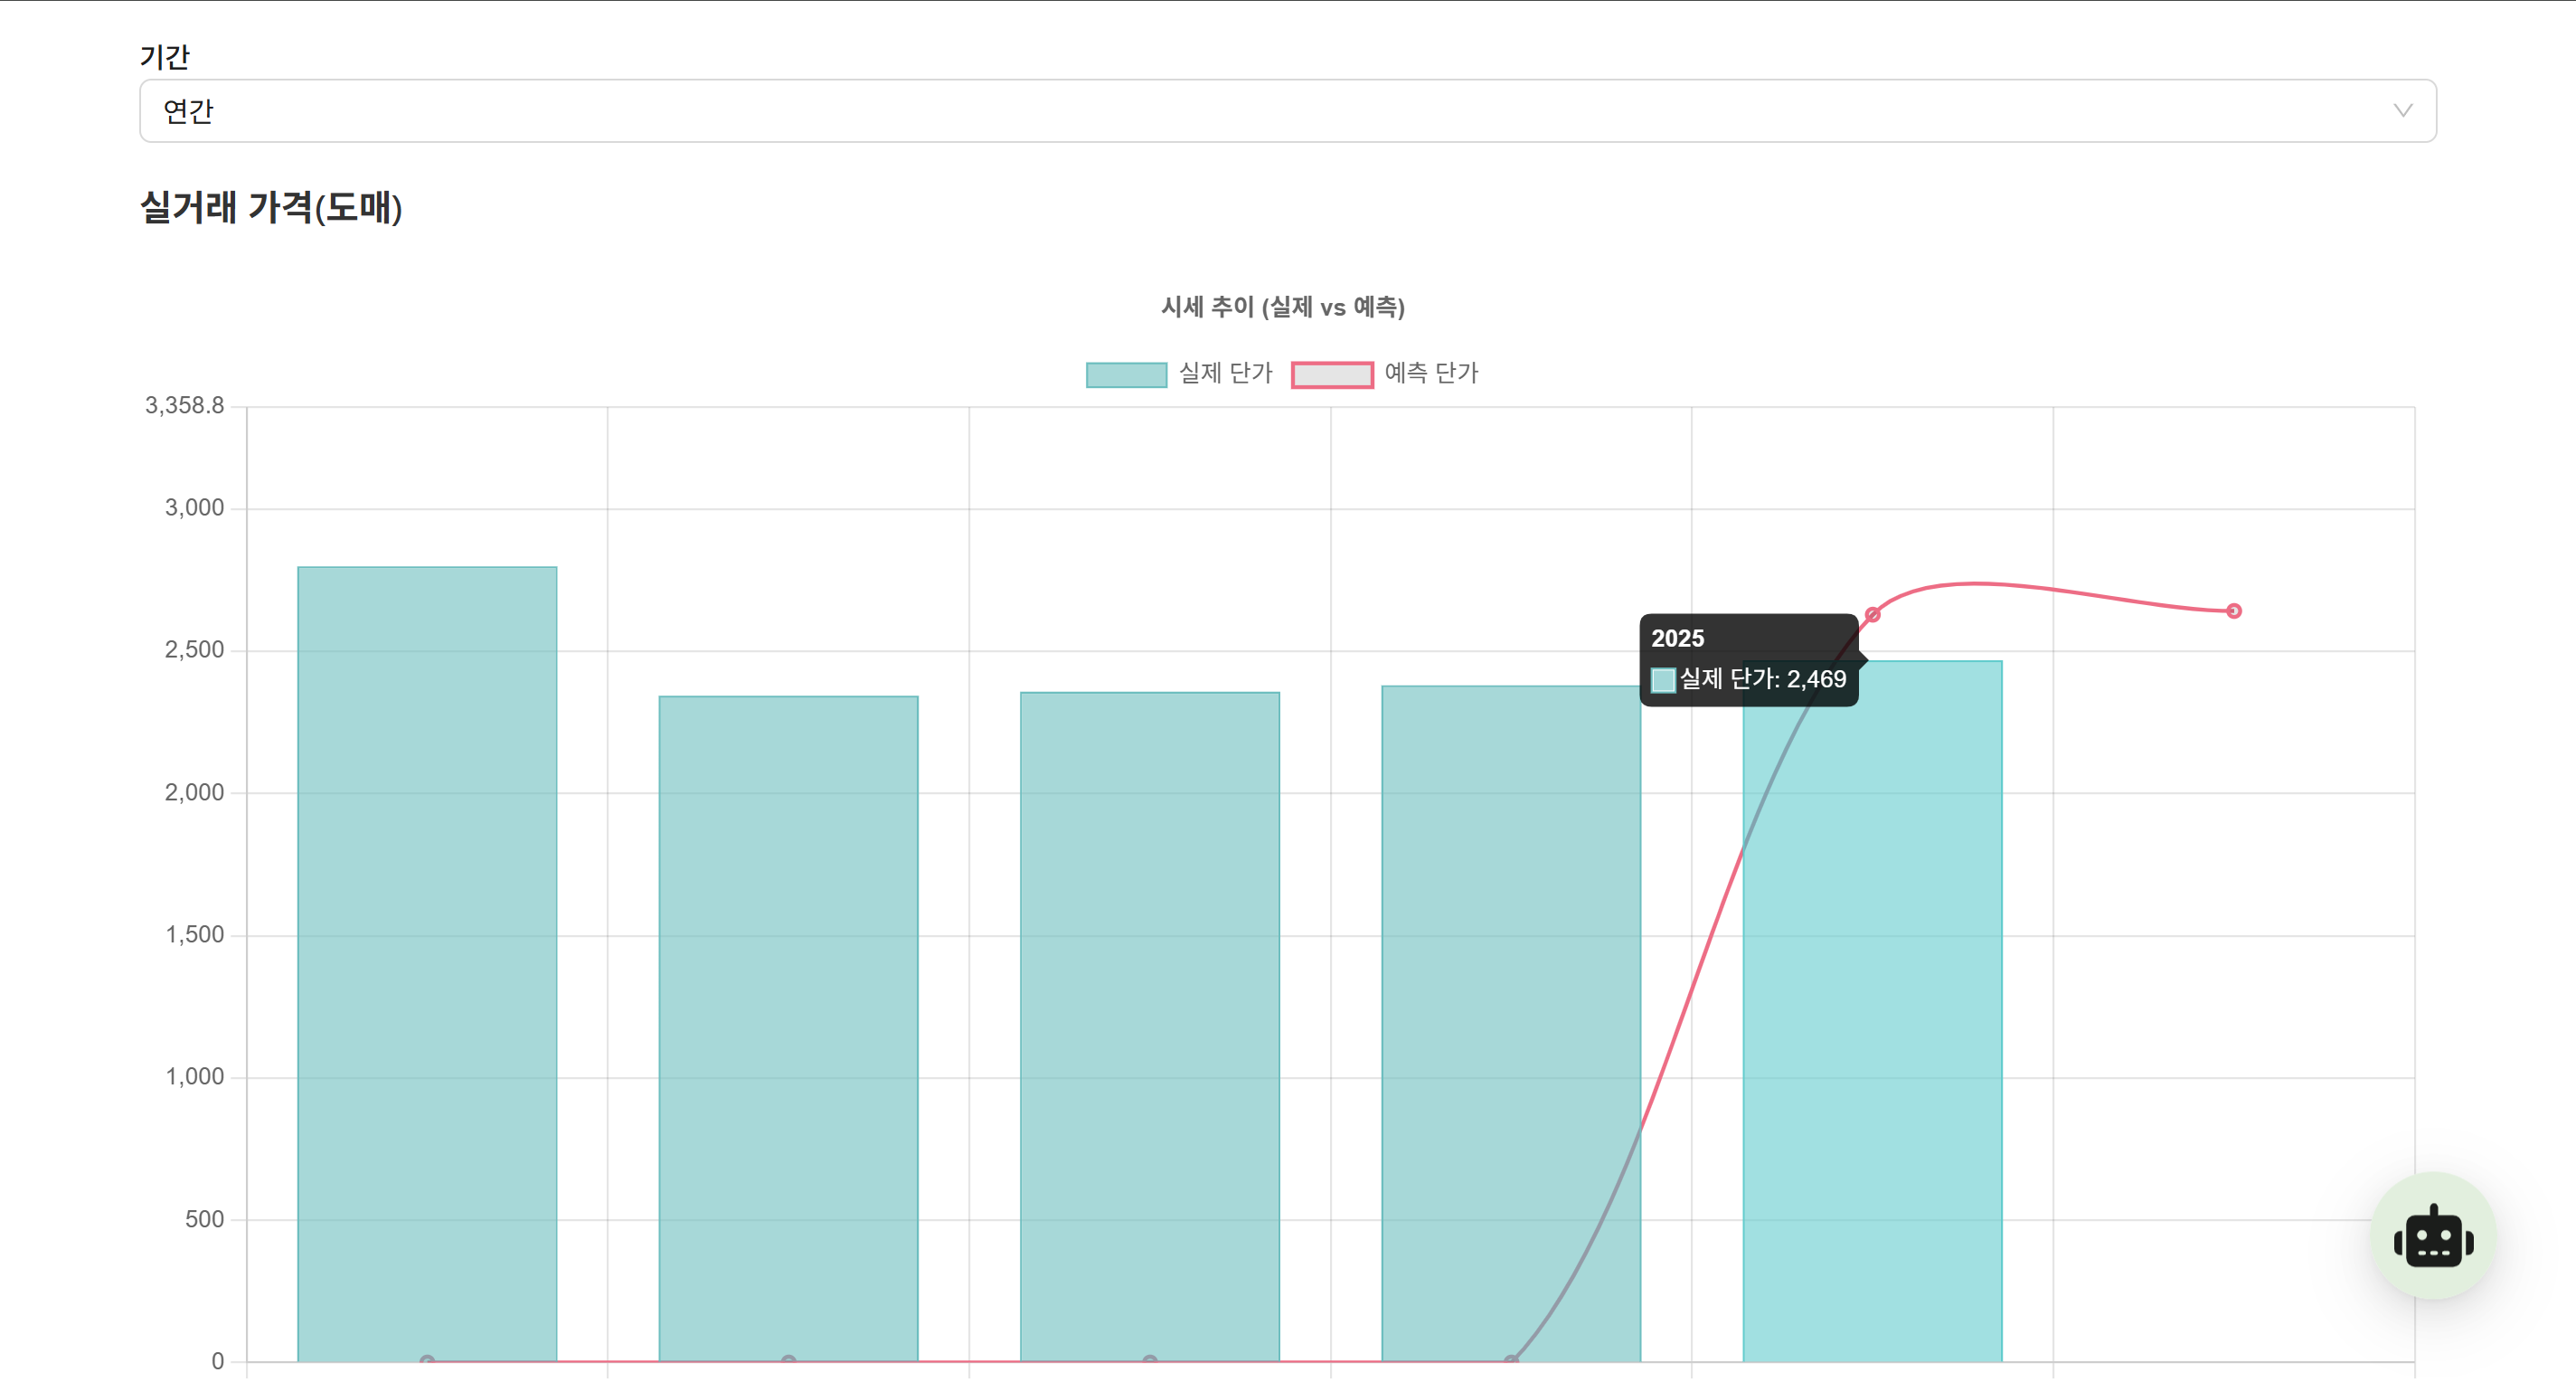 기간
연간
실거래 가격(도매)
시세 추이 (실제 vs 예측)
실제 단가 예측 단가
3,358.8
3,000
2,500
2025
실제 단가: 2,469
2,000
1,500
1,000
500
0